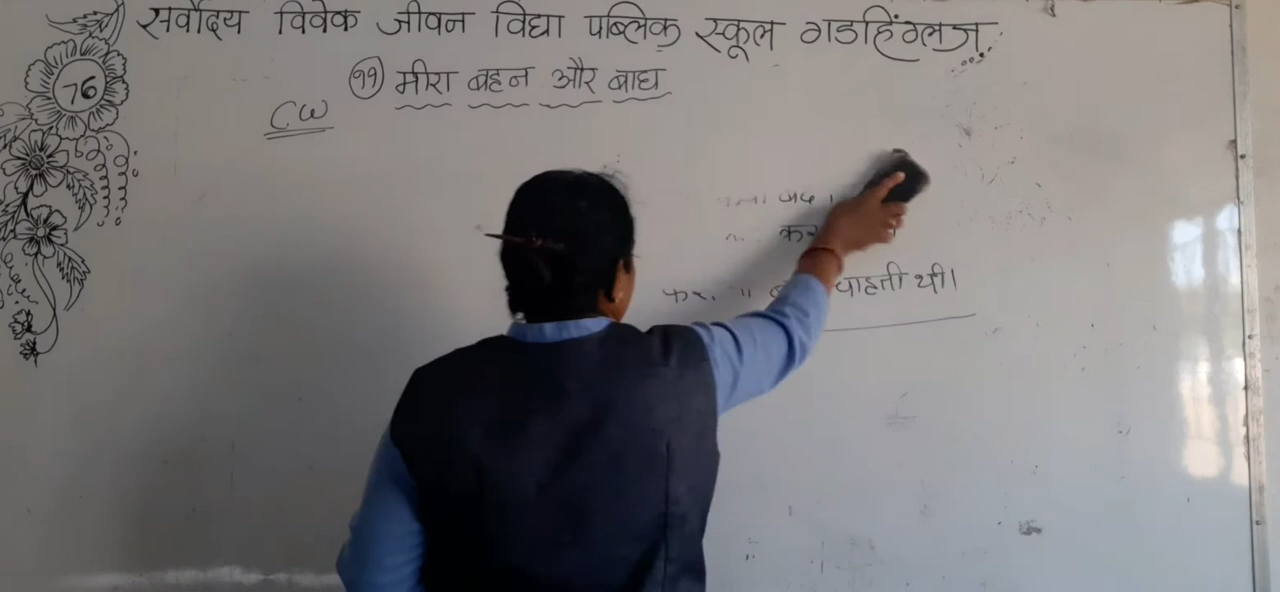 सर्वोदय विवेक जीवन विद्या पब्लिक स्कूल गडहिंग्लज
76
११ मीरा बहन और बाघ
CW
चाहती थी।